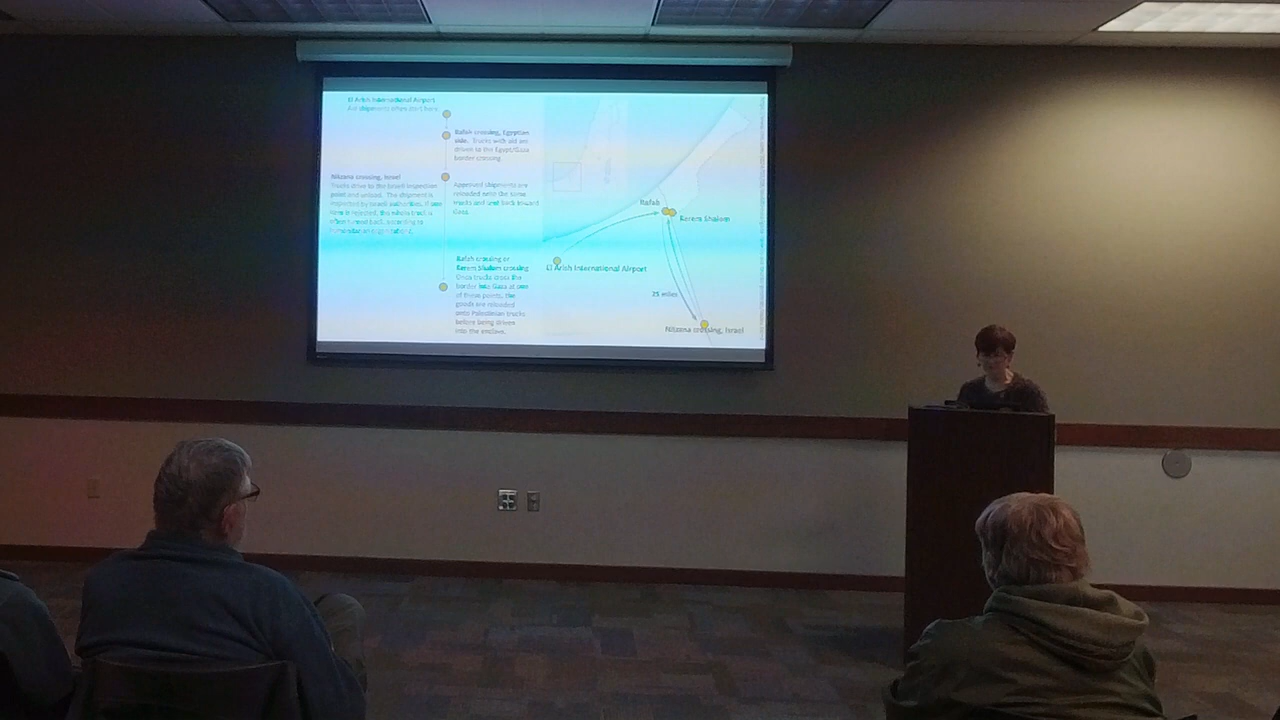 El Arish International Airport
Aid shipments often start here.
Rafah crossing, Egyptian
side. Trucks with aid are
driven to the Egypt/Gaza
border crossing.
Nitzana crossing, Israel
Trucks drive to the Israeli inspection
point and unload. The shipment is
inspected by Israeli authorities. If one
item is rejected, the whole truck is
often turned back, according to
humanitarian organizations.
Approved shipments are
reloaded onto the same
trucks and sent back toward
Gaza.
Rafah crossing or
Kerem Shalom crossing
Once trucks cross the
border into Gaza at one
of these points, the
goods are reloaded
onto Palestinian trucks
before being driven
into the enclave.
Rafah
Kerem Shalom
El Arish International Airport
25 miles
Nitzana crossing, Israel